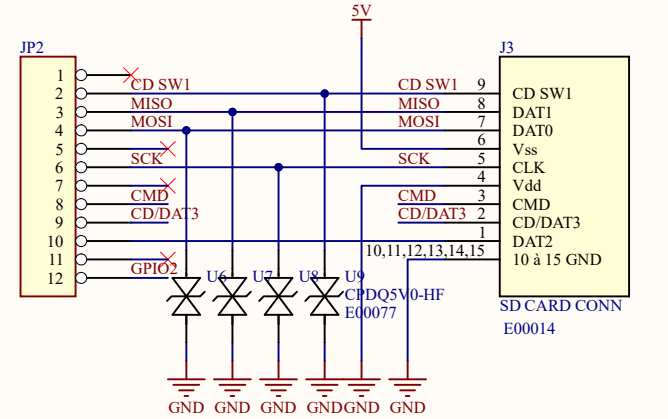 5V
JP2
J3
1
2 CD SW1 CD SW1 9 CD SW1
3 MISO MISO 8 DAT1
4 MOSI MOSI 7 DAT0
5 6 Vss
6 SCK SCK 5 CLK
7 4 Vdd
8 CMD CMD 3 CMD
9 CD/DAT3 CD/DAT3 2 CD/DAT3
10 1 DAT2
11 10,11,12,13,14,15 10 à 15 GND
12 GPIO2
U6 U7 U8 U9
CPDQ5V0-HF
E00077
SD CARD CONN
E00014
GND GND GND GND GND GND